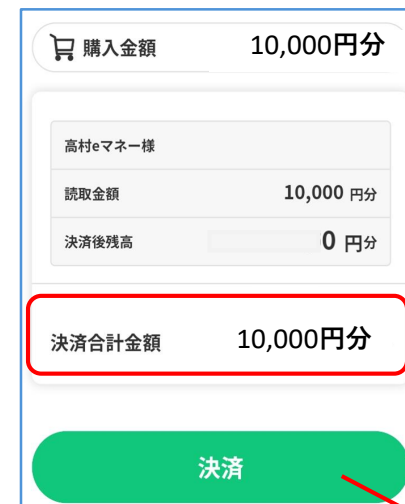 購入金額 10,000円分
高村eマネー様
読取金額 10,000 円分
決済後残高 0 円分
決済合計金額 10,000円分
決済